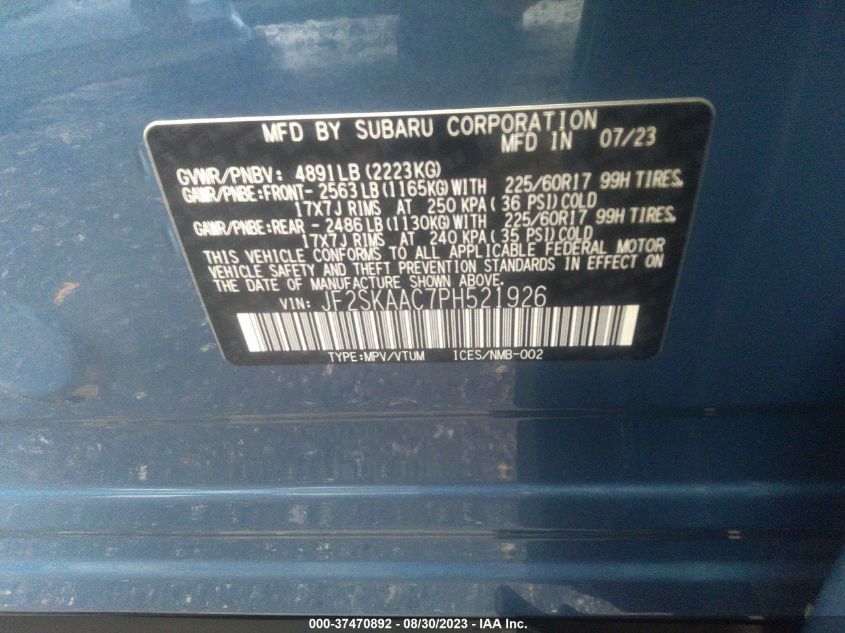 MFD BY SUBARU CORPORATION
MFD IN 07/23
GVWR/PNBV: 4891LB (2223KG)
GAWR/PNBE:FRONT- 2563LB(1165KG)WITH 225/60R17 99H TIRES,
17X7J RIMS AT 250 KPA( 36 PSI)COLD
GAWR/PNBE:REAR - 2486LB(1130KG)WITH 225/60R17 99H TIRES,
17X7J RIMS AT 240 KPA( 35 PSI)COLD
THIS VEHICLE CONFORMS TO ALL APPLICABLE FEDERAL MOTOR
VEHICLE SAFETY AND THEFT PREVENTION STANDARDS IN EFFECT ON
THE DATE OF MANUFACTURE SHOWN ABOVE.
VIN: JF2SKAAC7PH521926
TYPE:MPV/VTUM ICES/NMB-002
000-37470892 - 08/30/2023 - IAA Inc.